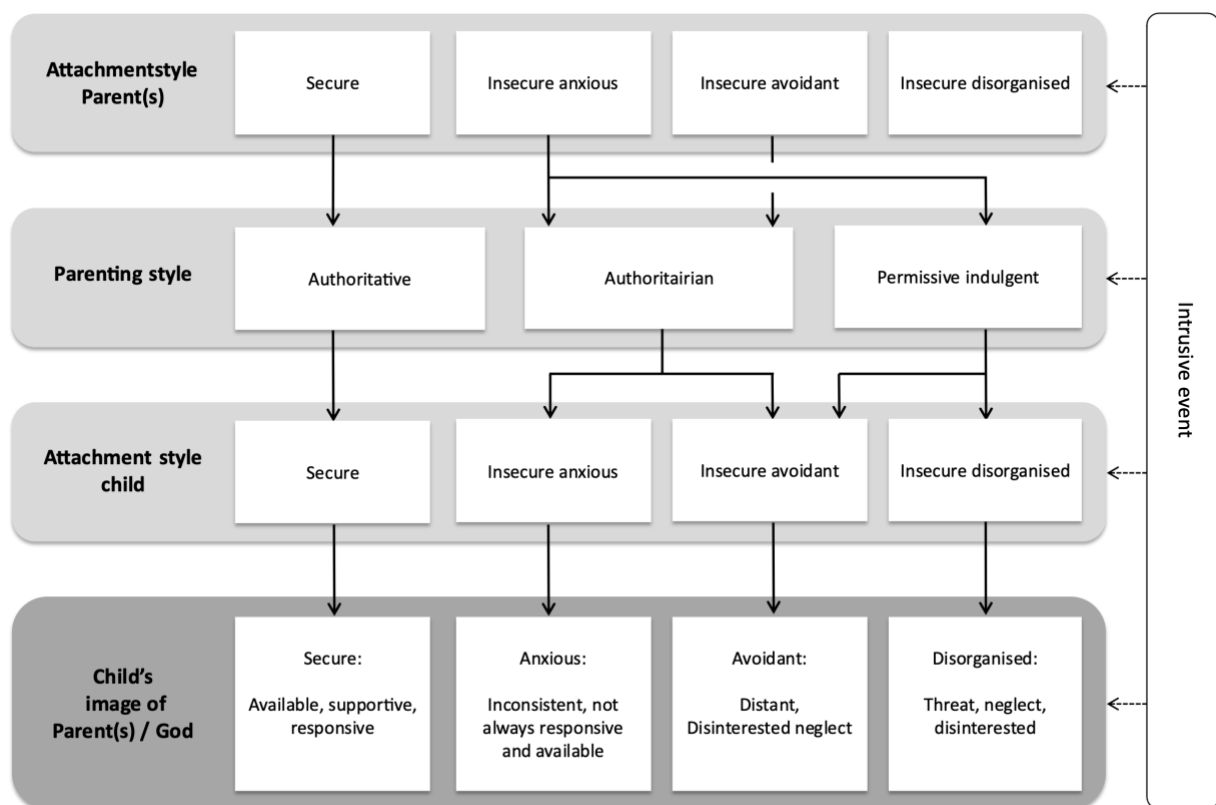 Attachmentstyle
Parent(s)
Secure
Insecure anxious
Insecure avoidant
Insecure disorganised
Parenting style
Authoritative
Authoritairian
Permissive indulgent
Attachment style
child
Secure
Insecure anxious
Insecure avoidant
Insecure disorganised
Child’s
image of
Parent(s) / God
Secure:
Available, supportive,
responsive
Anxious:
Inconsistent, not
always responsive
and available
Avoidant:
Distant,
Disinterested neglect
Disorganised:
Threat, neglect,
disinterested
Intrusive event